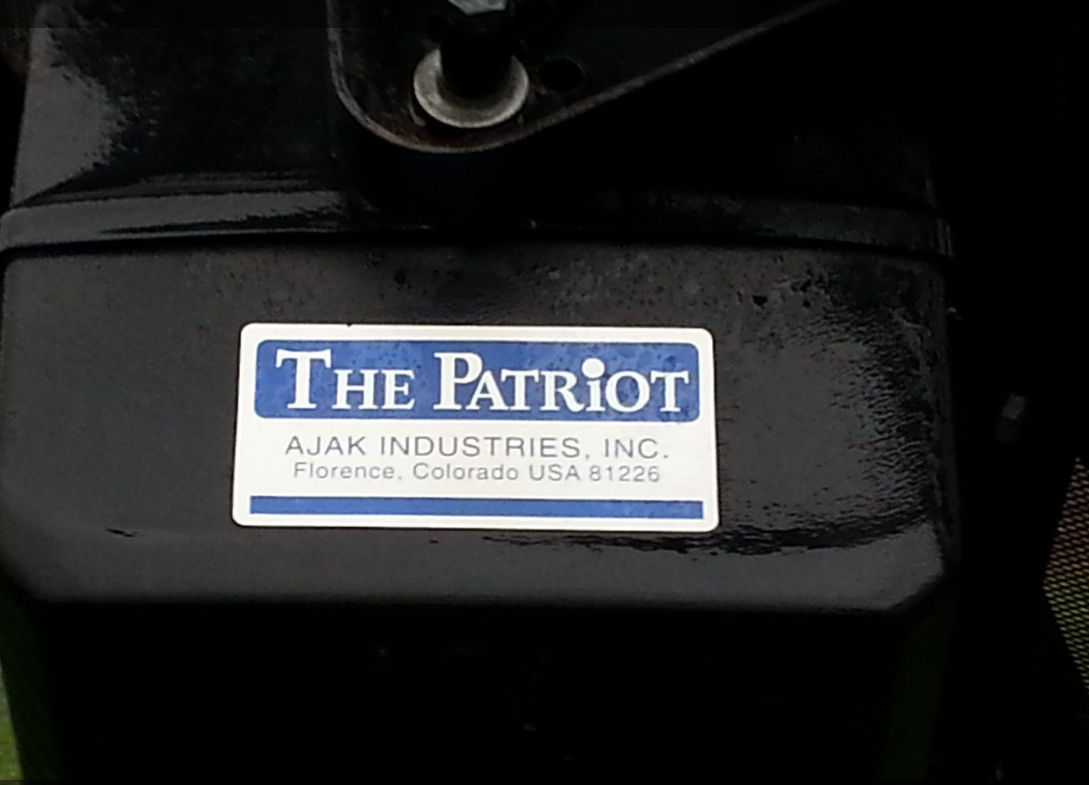 THE PATRiOT
AJAK INDUSTRIES, INC.
Florence, Colorado USA 81226